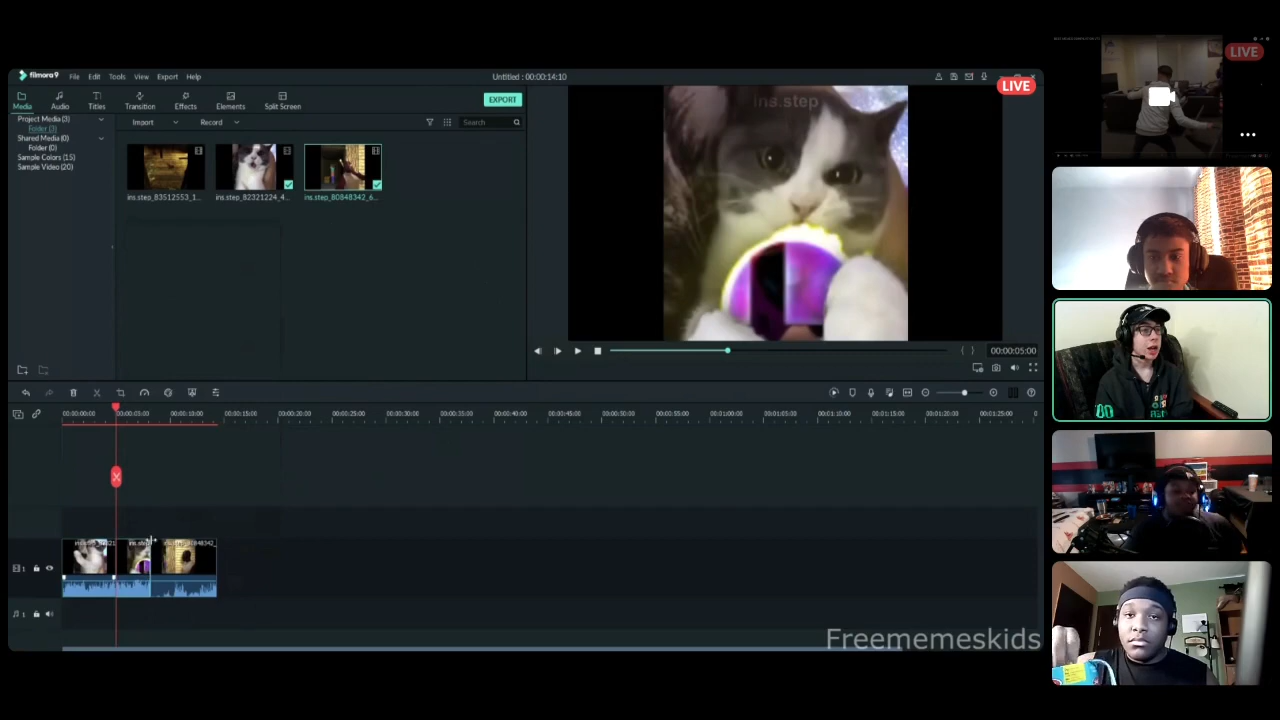 filmora9 File Edit Tools View Export Help Untitled : 00:00:14:10
LIVE
LIVE
Media Audio Titles Transition Effects Elements Split Screen EXPORT
Project Media (3)
Folder (3)
Shared Media (0)
Folder (0)
Sample Colors (15)
Sample Video (20)
Import Record Search
ins.step_83512553_1... ins.step_82321224_4... ins.step_80848342_6...
ins.step
00:00:05:00
00:00:00:00 00:00:05:00 00:00:10:00 00:00:15:00 00:00:20:00 00:00:25:00 00:00:30:00 00:00:35:00 00:00:40:00 00:00:45:00 00:00:50:00 00:00:55:00 00:01:00:00 00:01:05:00 00:01:10:00 00:01:15:00 00:01:20:00 00:01:25:00 0
1
1
Freememeskids